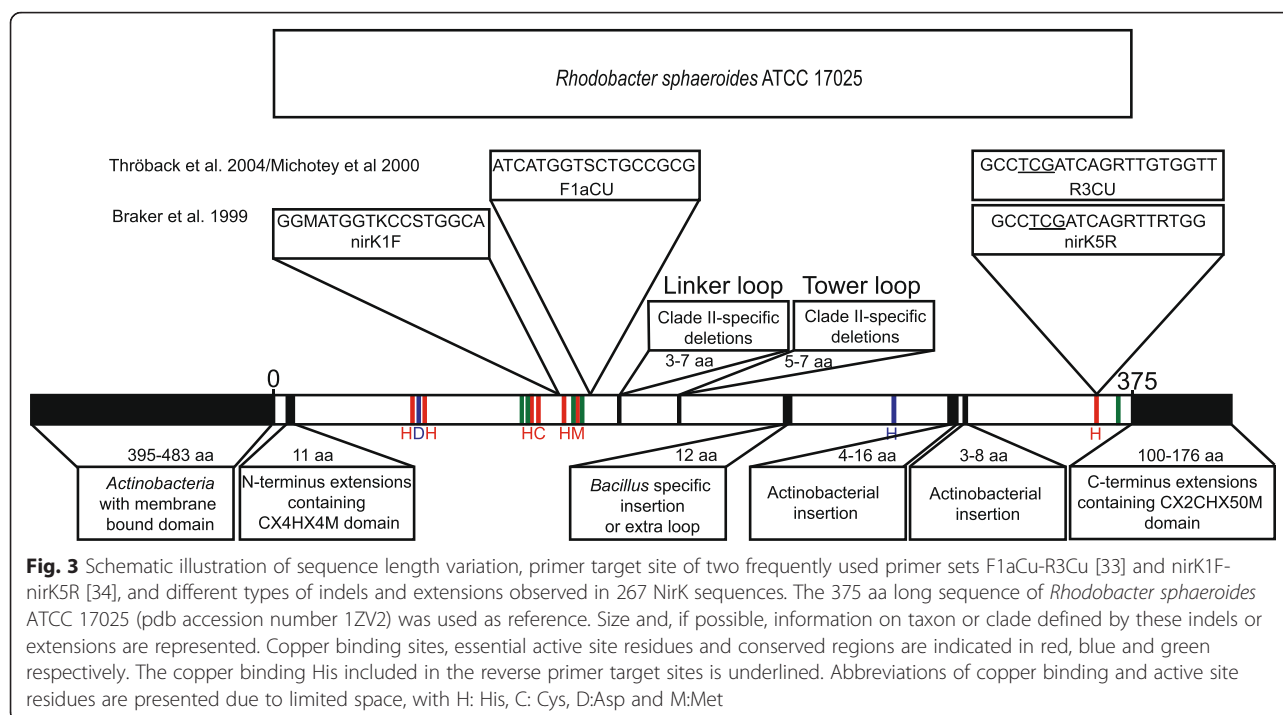 Rhodobacter sphaeroides ATCC 17025
Thröback et al. 2004/Michotey et al 2000
ATCATGGTSCTGCCGCG
F1aCU
GCCTCGATCAGRTTGTGGTT
R3CU
Braker et al. 1999
GGMATGGTKCCSTGGCA
nirK1F
GCCTCGATCAGRTTRTGG
nirK5R
Linker loop
Tower loop
Clade II-specific
deletions
Clade II-specific
deletions
3-7 aa
5-7 aa
0
375
HDH
HC
HM
H
H
395-483 aa
11 aa
12 aa
4-16 aa
3-8 aa
100-176 aa
Actinobacteria
with membrane
bound domain
N-terminus extensions
containing
CX4HX4M domain
Bacillus specific
insertion
or extra loop
Actinobacterial
insertion
Actinobacterial
insertion
C-terminus extensions
containing CX2CHX50M
domain
Fig. 3 Schematic illustration of sequence length variation, primer target site of two frequently used primer sets F1aCu-R3Cu [33] and nirK1F-
nirK5R [34], and different types of indels and extensions observed in 267 NirK sequences. The 375 aa long sequence of Rhodobacter sphaeroides
ATCC 17025 (pdb accession number 1ZV2) was used as reference. Size and, if possible, information on taxon or clade defined by these indels or
extensions are represented. Copper binding sites, essential active site residues and conserved regions are indicated in red, blue and green
respectively. The copper binding His included in the reverse primer target sites is underlined. Abbreviations of copper binding and active site
residues are presented due to limited space, with H: His, C: Cys, D:Asp and M:Met